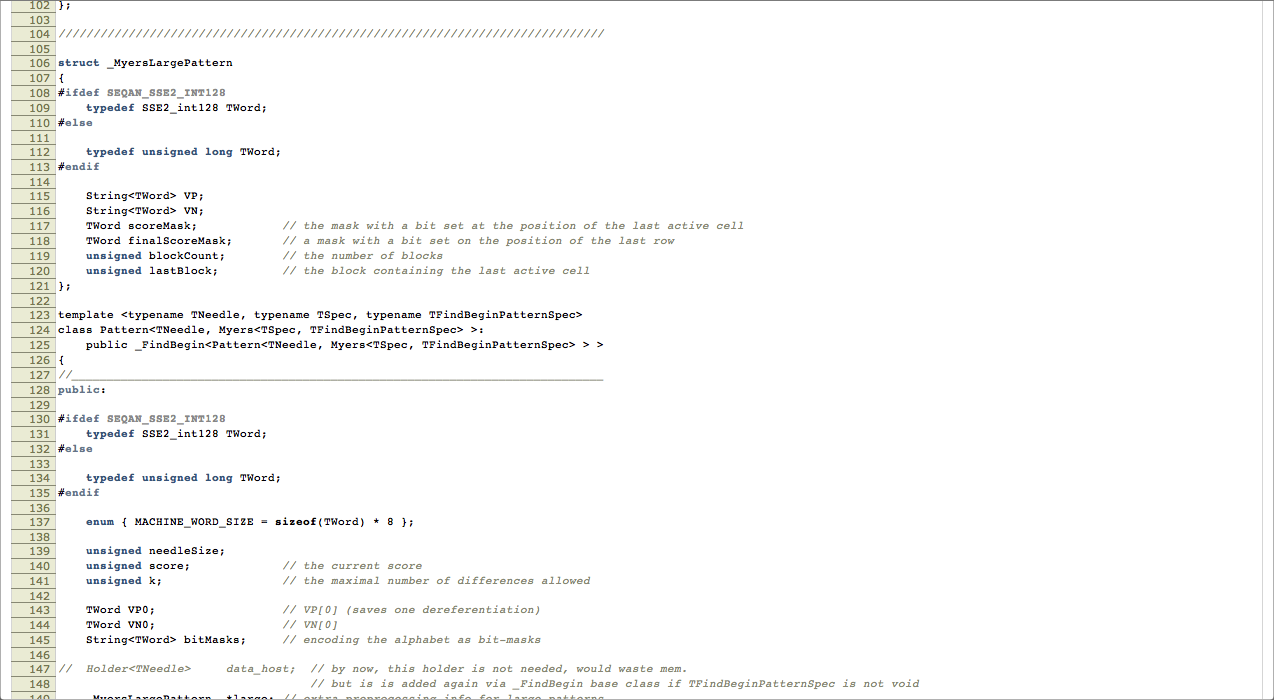 102 };
103
104 //////////////////////////////////////////////////////////////////////////////
105
106 struct _MyersLargePattern
107 {
108 #ifdef SEQAN_SSE2_INT128
109     typedef SSE2_int128 TWord;
110 #else
111
112     typedef unsigned long TWord;
113 #endif
114
115     String<TWord> VP;
116     String<TWord> VN;
117     TWord scoreMask;            // the mask with a bit set at the position of the last active cell
118     TWord finalScoreMask;       // a mask with a bit set on the position of the last row
119     unsigned blockCount;        // the number of blocks
120     unsigned lastBlock;         // the block containing the last active cell
121 };
122
123 template <typename TNeedle, typename TSpec, typename TFindBeginPatternSpec>
124 class Pattern<TNeedle, Myers<TSpec, TFindBeginPatternSpec> >:
125     public _FindBegin<Pattern<TNeedle, Myers<TSpec, TFindBeginPatternSpec> > >
126 {
127 //____________________________________________________________________________
128 public:
129
130 #ifdef SEQAN_SSE2_INT128
131     typedef SSE2_int128 TWord;
132 #else
133
134     typedef unsigned long TWord;
135 #endif
136
137     enum { MACHINE_WORD_SIZE = sizeof(TWord) * 8 };
138
139     unsigned needleSize;
140     unsigned score;             // the current score
141     unsigned k;                 // the maximal number of differences allowed
142
143     TWord VP0;                  // VP[0] (saves one dereferentiation)
144     TWord VN0;                  // VN[0]
145     String<TWord> bitMasks;     // encoding the alphabet as bit-masks
146
147 //  Holder<TNeedle>     data_host;  // by now, this holder is not needed, would waste mem.
148                                     // but is is added again via _FindBegin base class if TFindBeginPatternSpec is not void
149     _MyersLargePattern  *large; // extra preprocessing info for large patterns